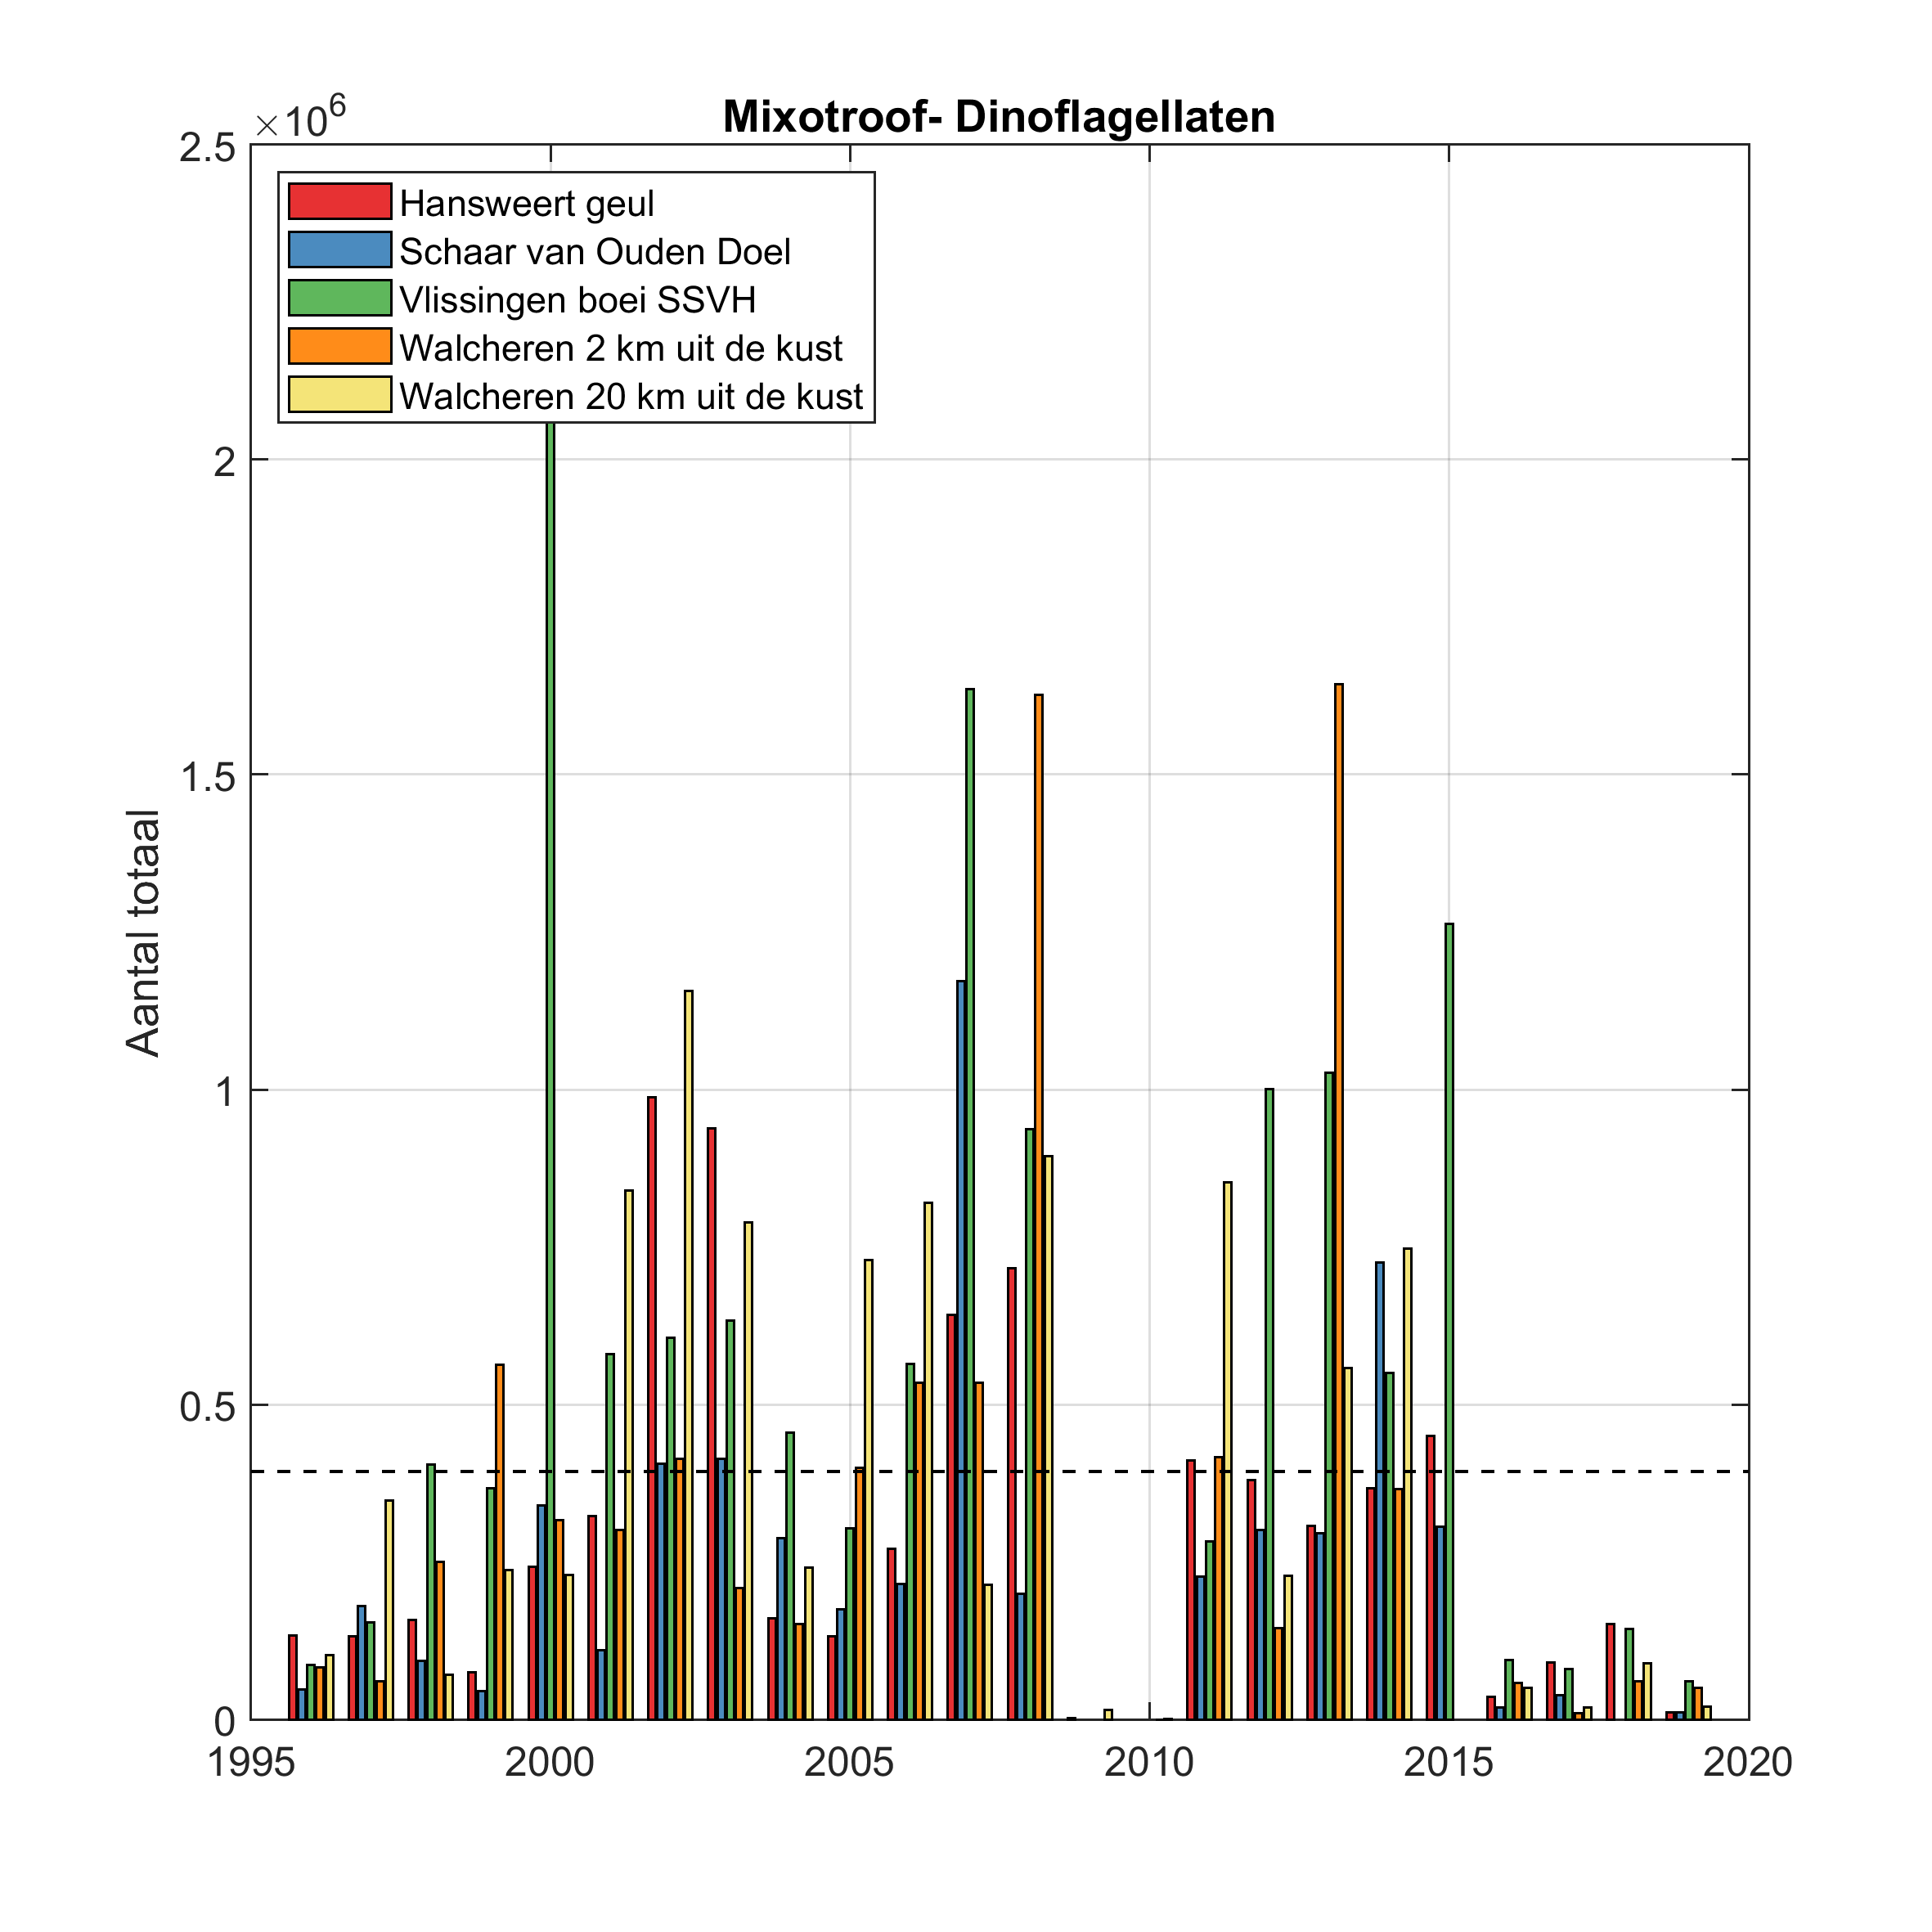 ×10⁶
Mixotroof- Dinoflagellaten
2.5
2
1.5
1
0.5
0
Aantal totaal
Hansweert geul
Schaar van Ouden Doel
Vlissingen boei SSVH
Walcheren 2 km uit de kust
Walcheren 20 km uit de kust
1995 2000 2005 2010 2015 2020